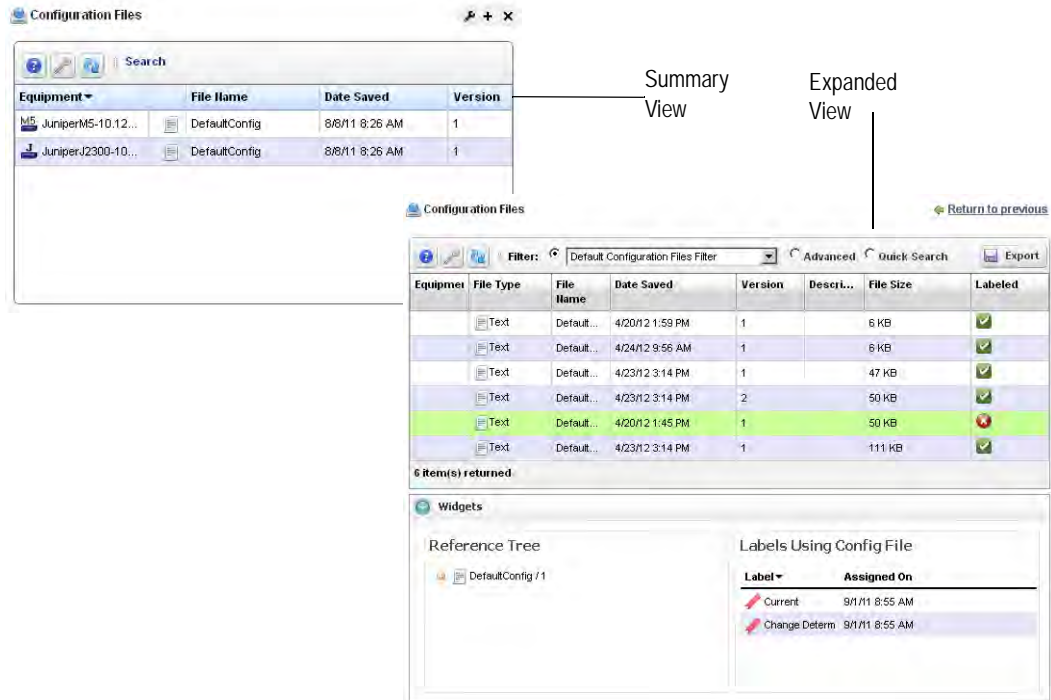 Configuration Files
Search
Equipment File Name Date Saved Version
M5 JuniperM5-10.12... DefaultConfig 8/8/11 8:26 AM 1
J JuniperJ2300-10... DefaultConfig 8/8/11 8:26 AM 1
Summary View
Expanded View
Configuration Files
Return to previous
Filter: Default Configuration Files Filter Advanced Quick Search Export
Equipmei File Type File Name Date Saved Version Descri... File Size Labeled
Text Default... 4/20/12 1:59 PM 1 6 KB
Text Default... 4/24/12 9:56 AM 1 6 KB
Text Default... 4/23/12 3:14 PM 1 47 KB
Text Default... 4/23/12 3:14 PM 2 50 KB
Text Default... 4/20/12 1:45 PM 1 50 KB
Text Default... 4/23/12 3:14 PM 1 111 KB
6 item(s) returned
Widgets
Reference Tree
DefaultConfig / 1
Labels Using Config File
Label Assigned On
Current 9/1/11 8:55 AM
Change Determ 9/1/11 8:55 AM